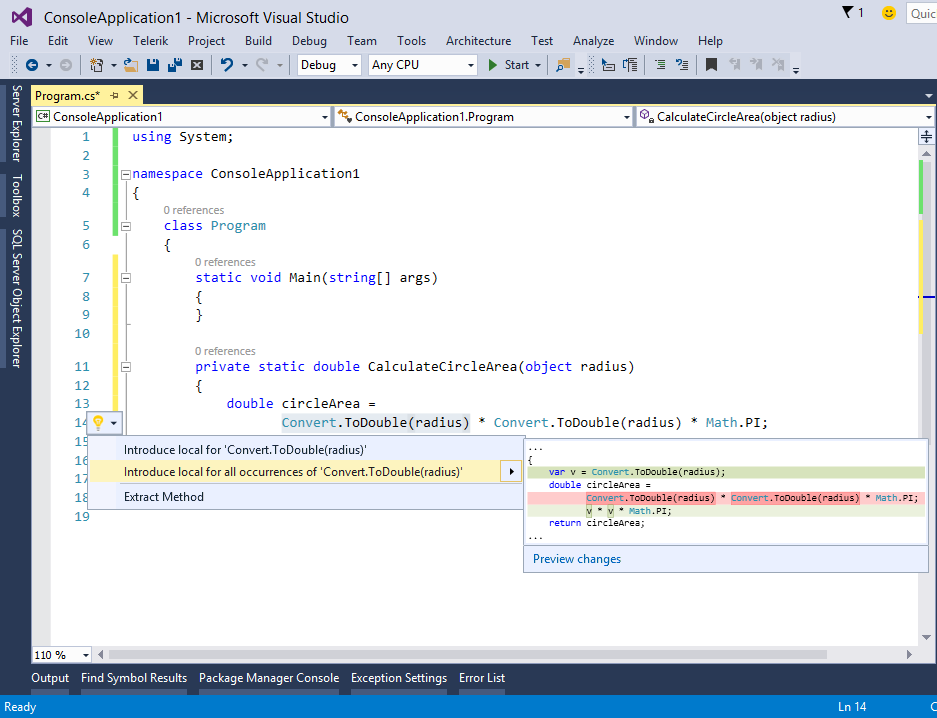 ConsoleApplication1 - Microsoft Visual Studio
1
Quic
File Edit View Telerik Project Build Debug Team Tools Architecture Test Analyze Window Help
Debug Any CPU Start
Server Explorer
Toolbox
SQL Server Object Explorer
Program.cs*
C# ConsoleApplication1 ConsoleApplication1.Program CalculateCircleArea(object radius)
1 using System;
2
3 namespace ConsoleApplication1
4 {
0 references
5 class Program
6 {
0 references
7 static void Main(string[] args)
8 {
9 }
10
0 references
11 private static double CalculateCircleArea(object radius)
12 {
13 double circleArea =
14 Convert.ToDouble(radius) * Convert.ToDouble(radius) * Math.PI;
15
16
17
18
19
Introduce local for 'Convert.ToDouble(radius)'
Introduce local for all occurrences of 'Convert.ToDouble(radius)'
Extract Method
...
{
var v = Convert.ToDouble(radius);
double circleArea =
Convert.ToDouble(radius) * Convert.ToDouble(radius) * Math.PI;
v * v * Math.PI;
return circleArea;
...
Preview changes
110 %
Output Find Symbol Results Package Manager Console Exception Settings Error List
Ready Ln 14 C